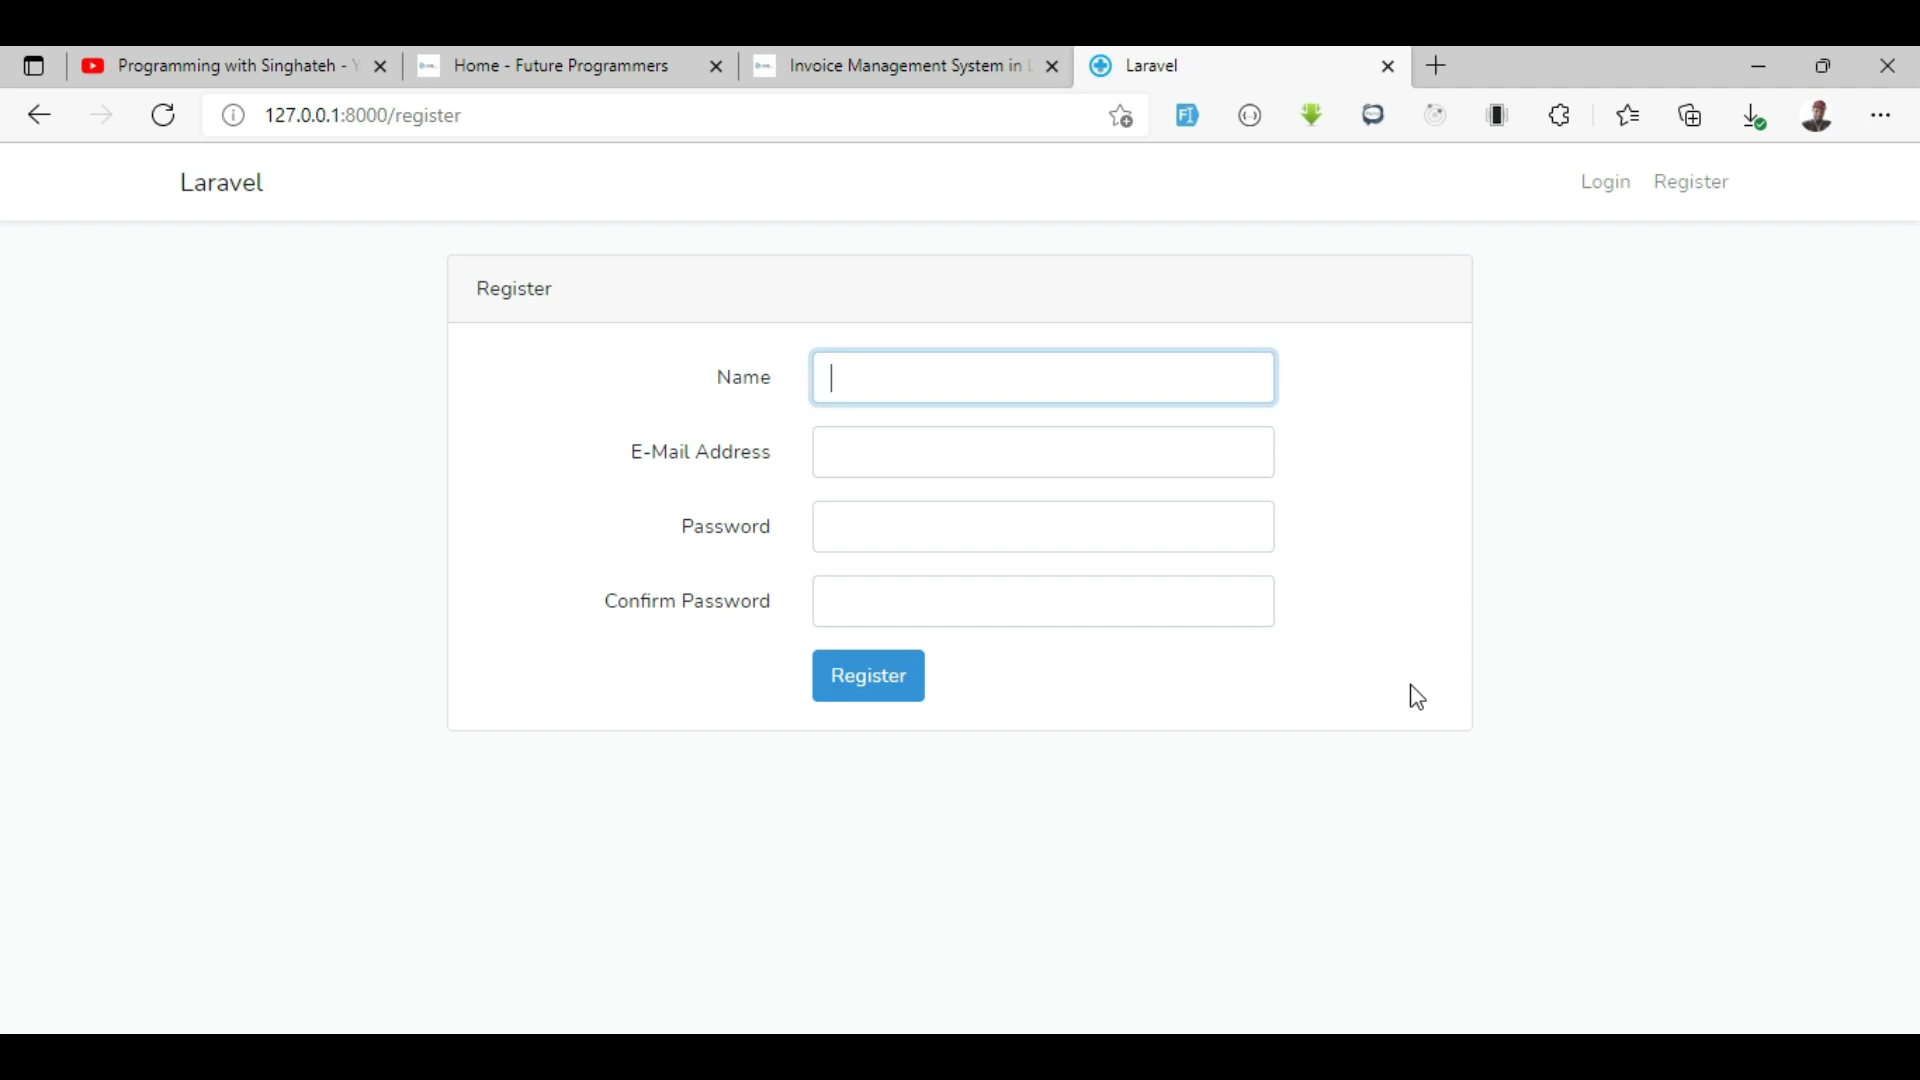 Programming with Singhateh - Y
Home - Future Programmers
Invoice Management System in L
Laravel
127.0.0.1:8000/register
Laravel
Login
Register
Register
Name
E-Mail Address
Password
Confirm Password
Register